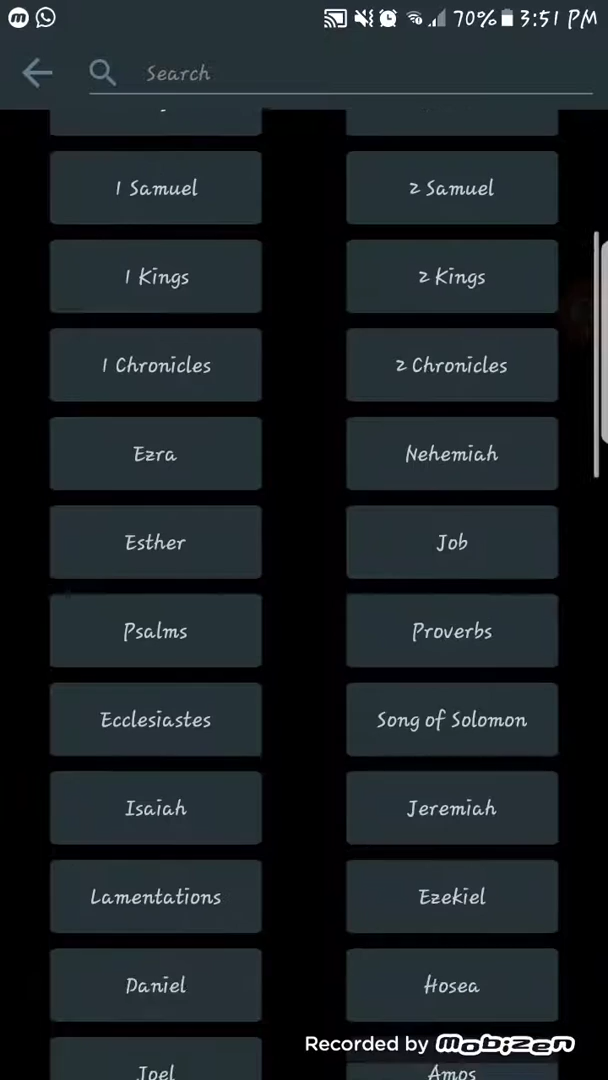 70% 3:51 PM
Search
1 Samuel
2 Samuel
1 Kings
2 Kings
1 Chronicles
2 Chronicles
Ezra
Nehemiah
Esther
Job
Psalms
Proverbs
Ecclesiastes
Song of Solomon
Isaiah
Jeremiah
Lamentations
Ezekiel
Daniel
Hosea
Recorded by Mobizen
Joel
Amos